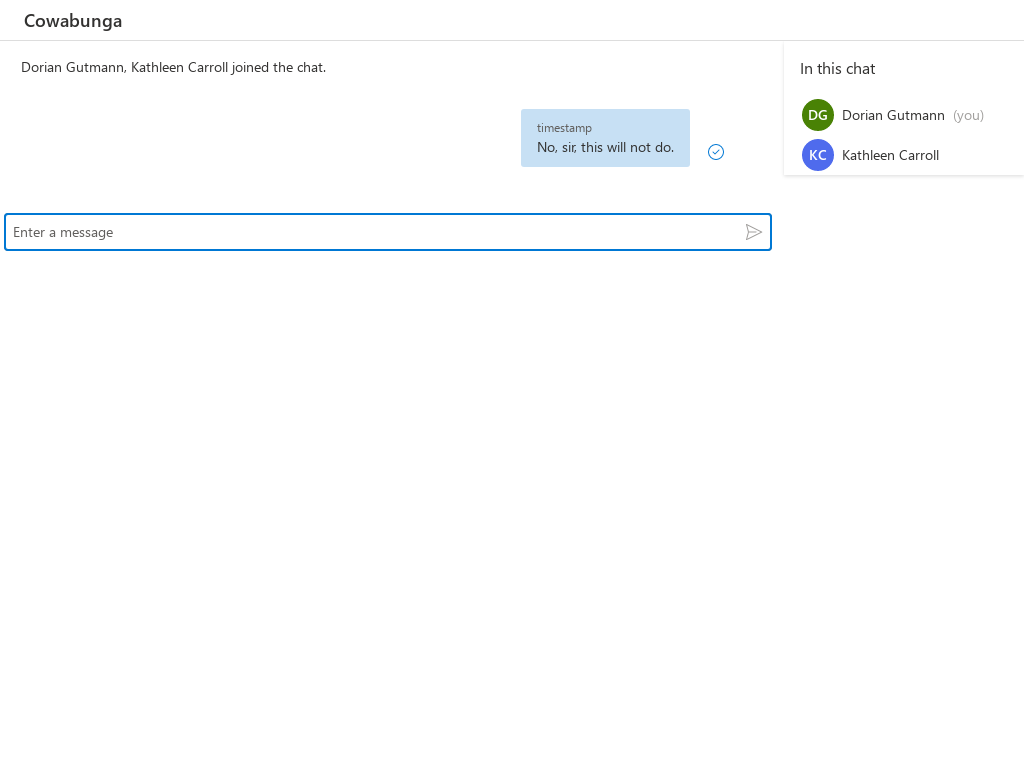 Cowabunga
Dorian Gutmann, Kathleen Carroll joined the chat.
timestamp
No, sir, this will not do.
Enter a message
In this chat
DG Dorian Gutmann (you)
KC Kathleen Carroll